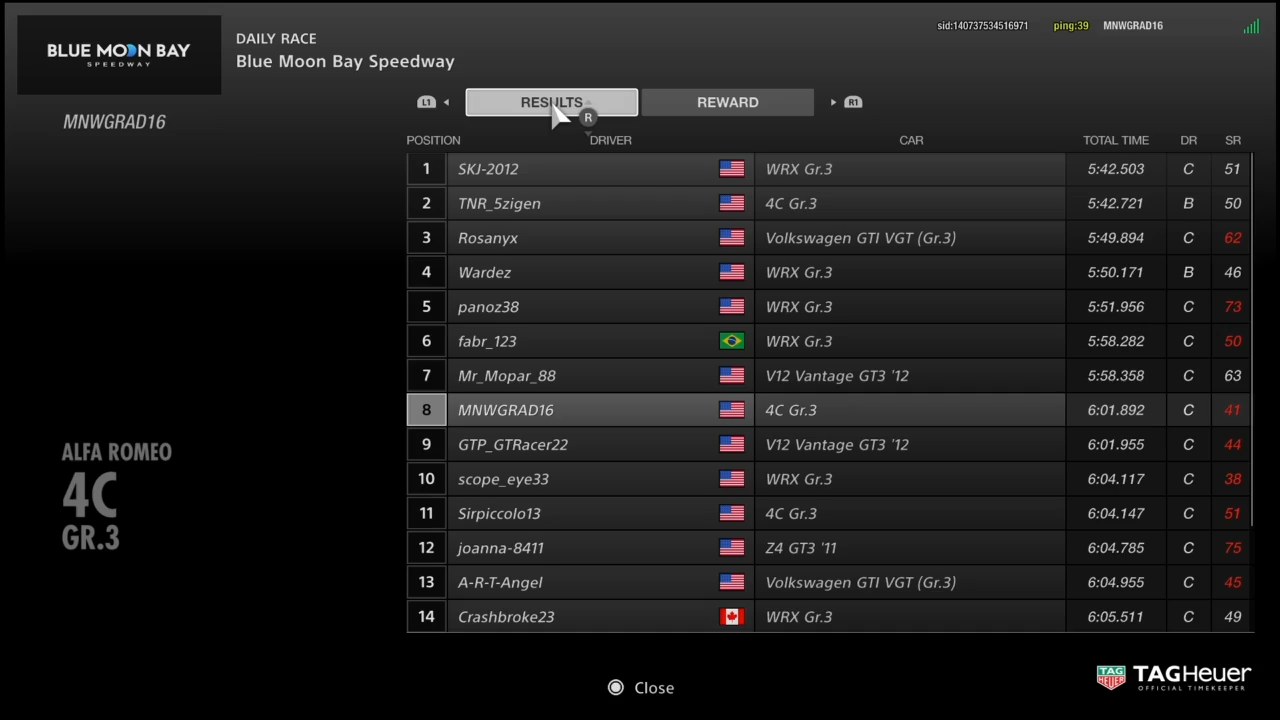 BLUE MOON BAY
SPEEDWAY
DAILY RACE
Blue Moon Bay Speedway
sid:140737534516971 ping:39 MNWGRAD16
MNWGRAD16
L1 RESULTS R REWARD R1
POSITION DRIVER CAR TOTAL TIME DR SR
1 SKJ-2012 WRX Gr.3 5:42.503 C 51
2 TNR_5zigen 4C Gr.3 5:42.721 B 50
3 Rosanyx Volkswagen GTI VGT (Gr.3) 5:49.894 C 62
4 Wardez WRX Gr.3 5:50.171 B 46
5 panoz38 WRX Gr.3 5:51.956 C 73
6 fabr_123 WRX Gr.3 5:58.282 C 50
7 Mr_Mopar_88 V12 Vantage GT3 '12 5:58.358 C 63
8 MNWGRAD16 4C Gr.3 6:01.892 C 41
9 GTP_GTRacer22 V12 Vantage GT3 '12 6:01.955 C 44
10 scope_eye33 WRX Gr.3 6:04.117 C 38
11 Sirpiccolo13 4C Gr.3 6:04.147 C 51
12 joanna-8411 Z4 GT3 '11 6:04.785 C 75
13 A-R-T-Angel Volkswagen GTI VGT (Gr.3) 6:04.955 C 45
14 Crashbroke23 WRX Gr.3 6:05.511 C 49
ALFA ROMEO
4C
GR.3
Close
TAG HEUER TAGHeuer
OFFICIAL TIMEKEEPER